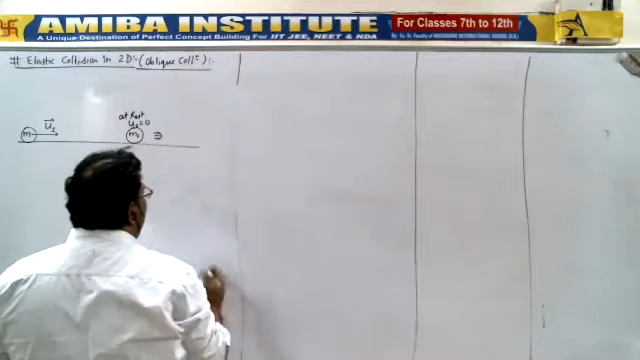 AMIBA INSTITUTE
A Unique Destination of Perfect Concept Building For IIT JEE, NEET & NDA
For Classes 7th to 12th
# Elastic Collision In 2D:- (Oblique Collⁿ):-
at Rest
U₂=0
U₁
m₁
m₂
⇒